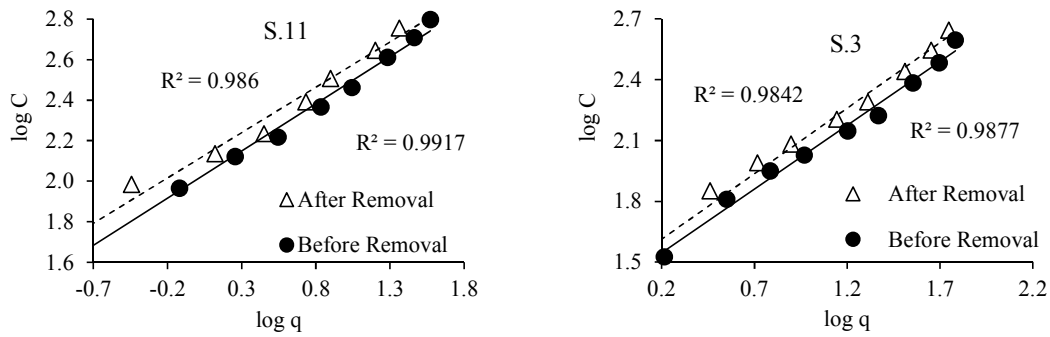 S.11
log C
2.8
2.6
2.4
2.2
2.0
1.8
1.6
R² = 0.986
R² = 0.9917
After Removal
Before Removal
-0.7
-0.2
0.3
0.8
1.3
1.8
log q
S.3
log C
2.7
2.4
2.1
1.8
1.5
R² = 0.9842
R² = 0.9877
After Removal
Before Removal
0.2
0.7
1.2
1.7
2.2
log q